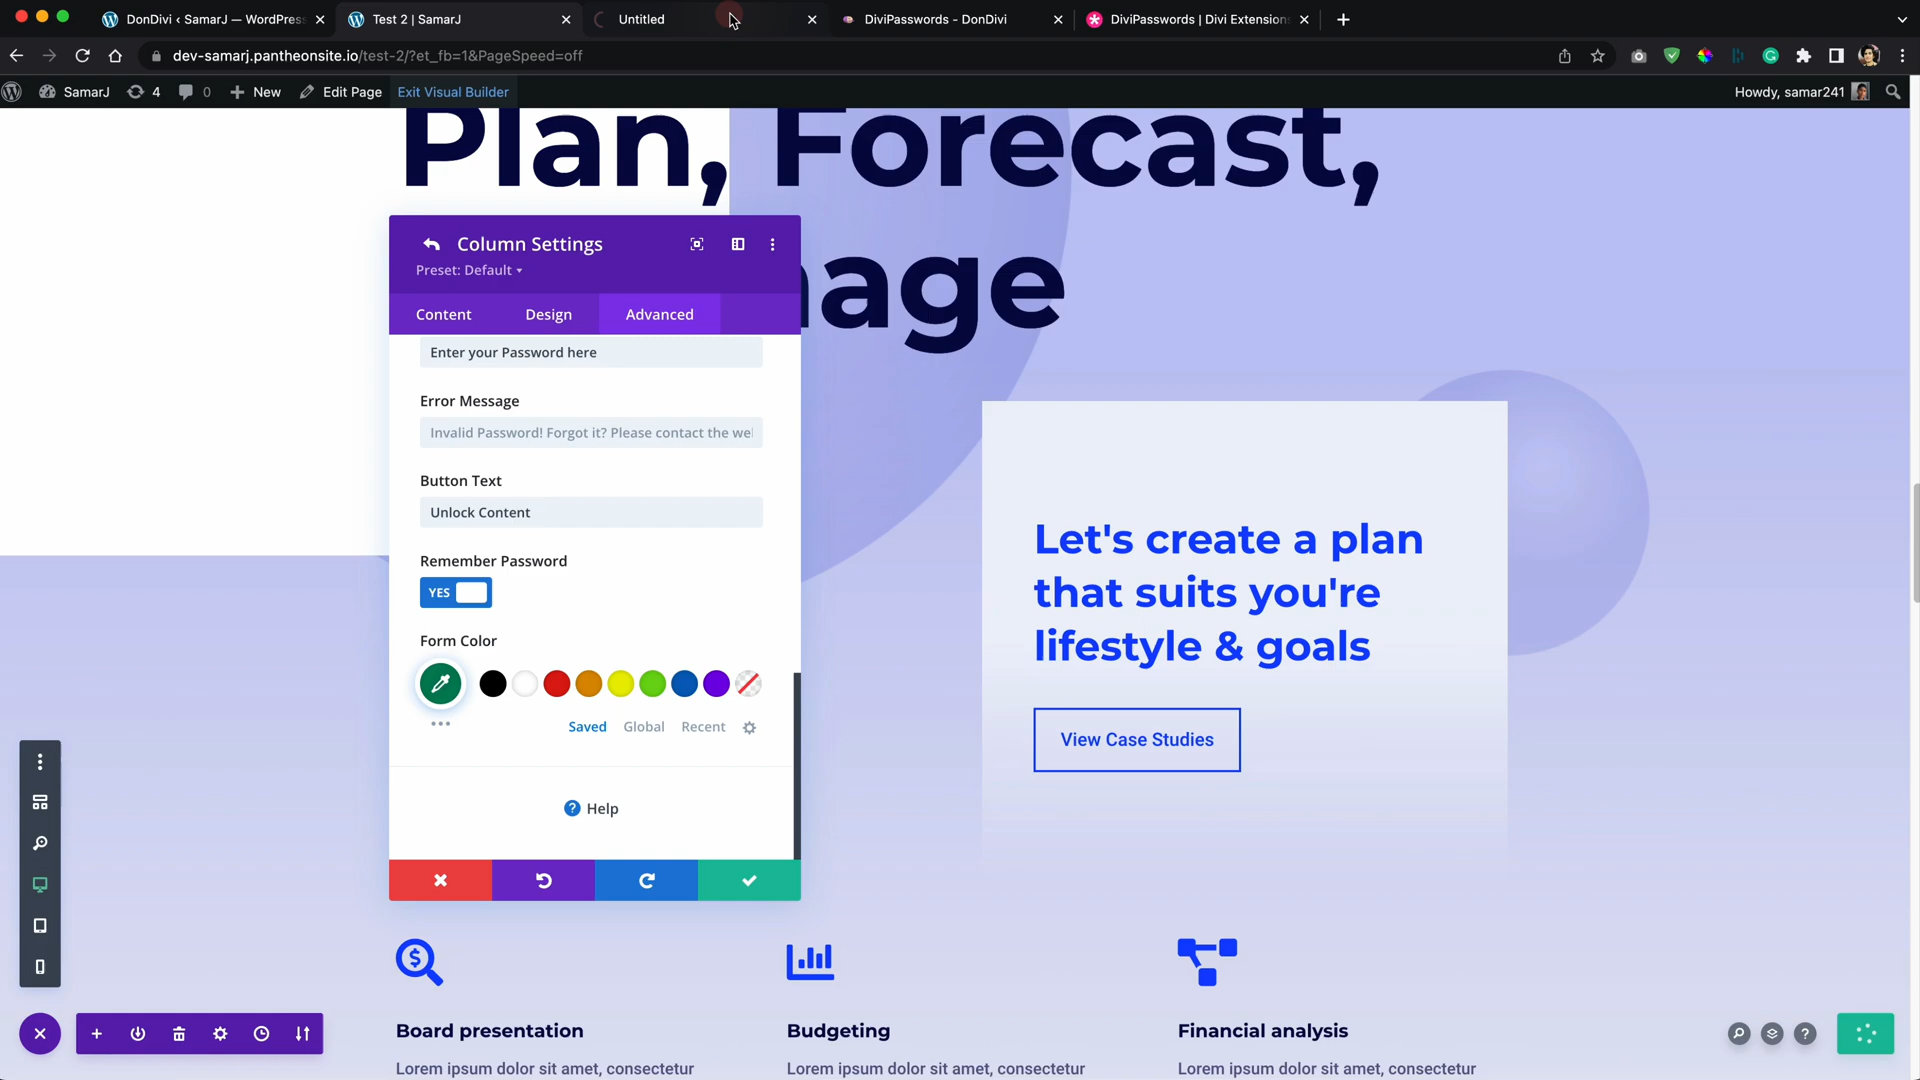 DonDivi ‹ SamarJ — WordPress
Test 2 | SamarJ
Untitled
DiviPasswords - DonDivi
DiviPasswords | Divi Extensions
dev-samarj.pantheonsite.io/test-2/?et_fb=1&PageSpeed=off
SamarJ
4
0
New
Edit Page
Exit Visual Builder
Howdy, samar241
Plan, Forecast,
nage
Column Settings
Preset: Default
Content
Design
Advanced
Enter your Password here
Error Message
Invalid Password! Forgot it? Please contact the we
Button Text
Unlock Content
Remember Password
YES
Form Color
Saved
Global
Recent
Help
Let's create a plan
that suits you're
lifestyle & goals
View Case Studies
Board presentation
Budgeting
Financial analysis
Lorem ipsum dolor sit amet, consectetur
Lorem ipsum dolor sit amet, consectetur
Lorem ipsum dolor sit amet, consectetur